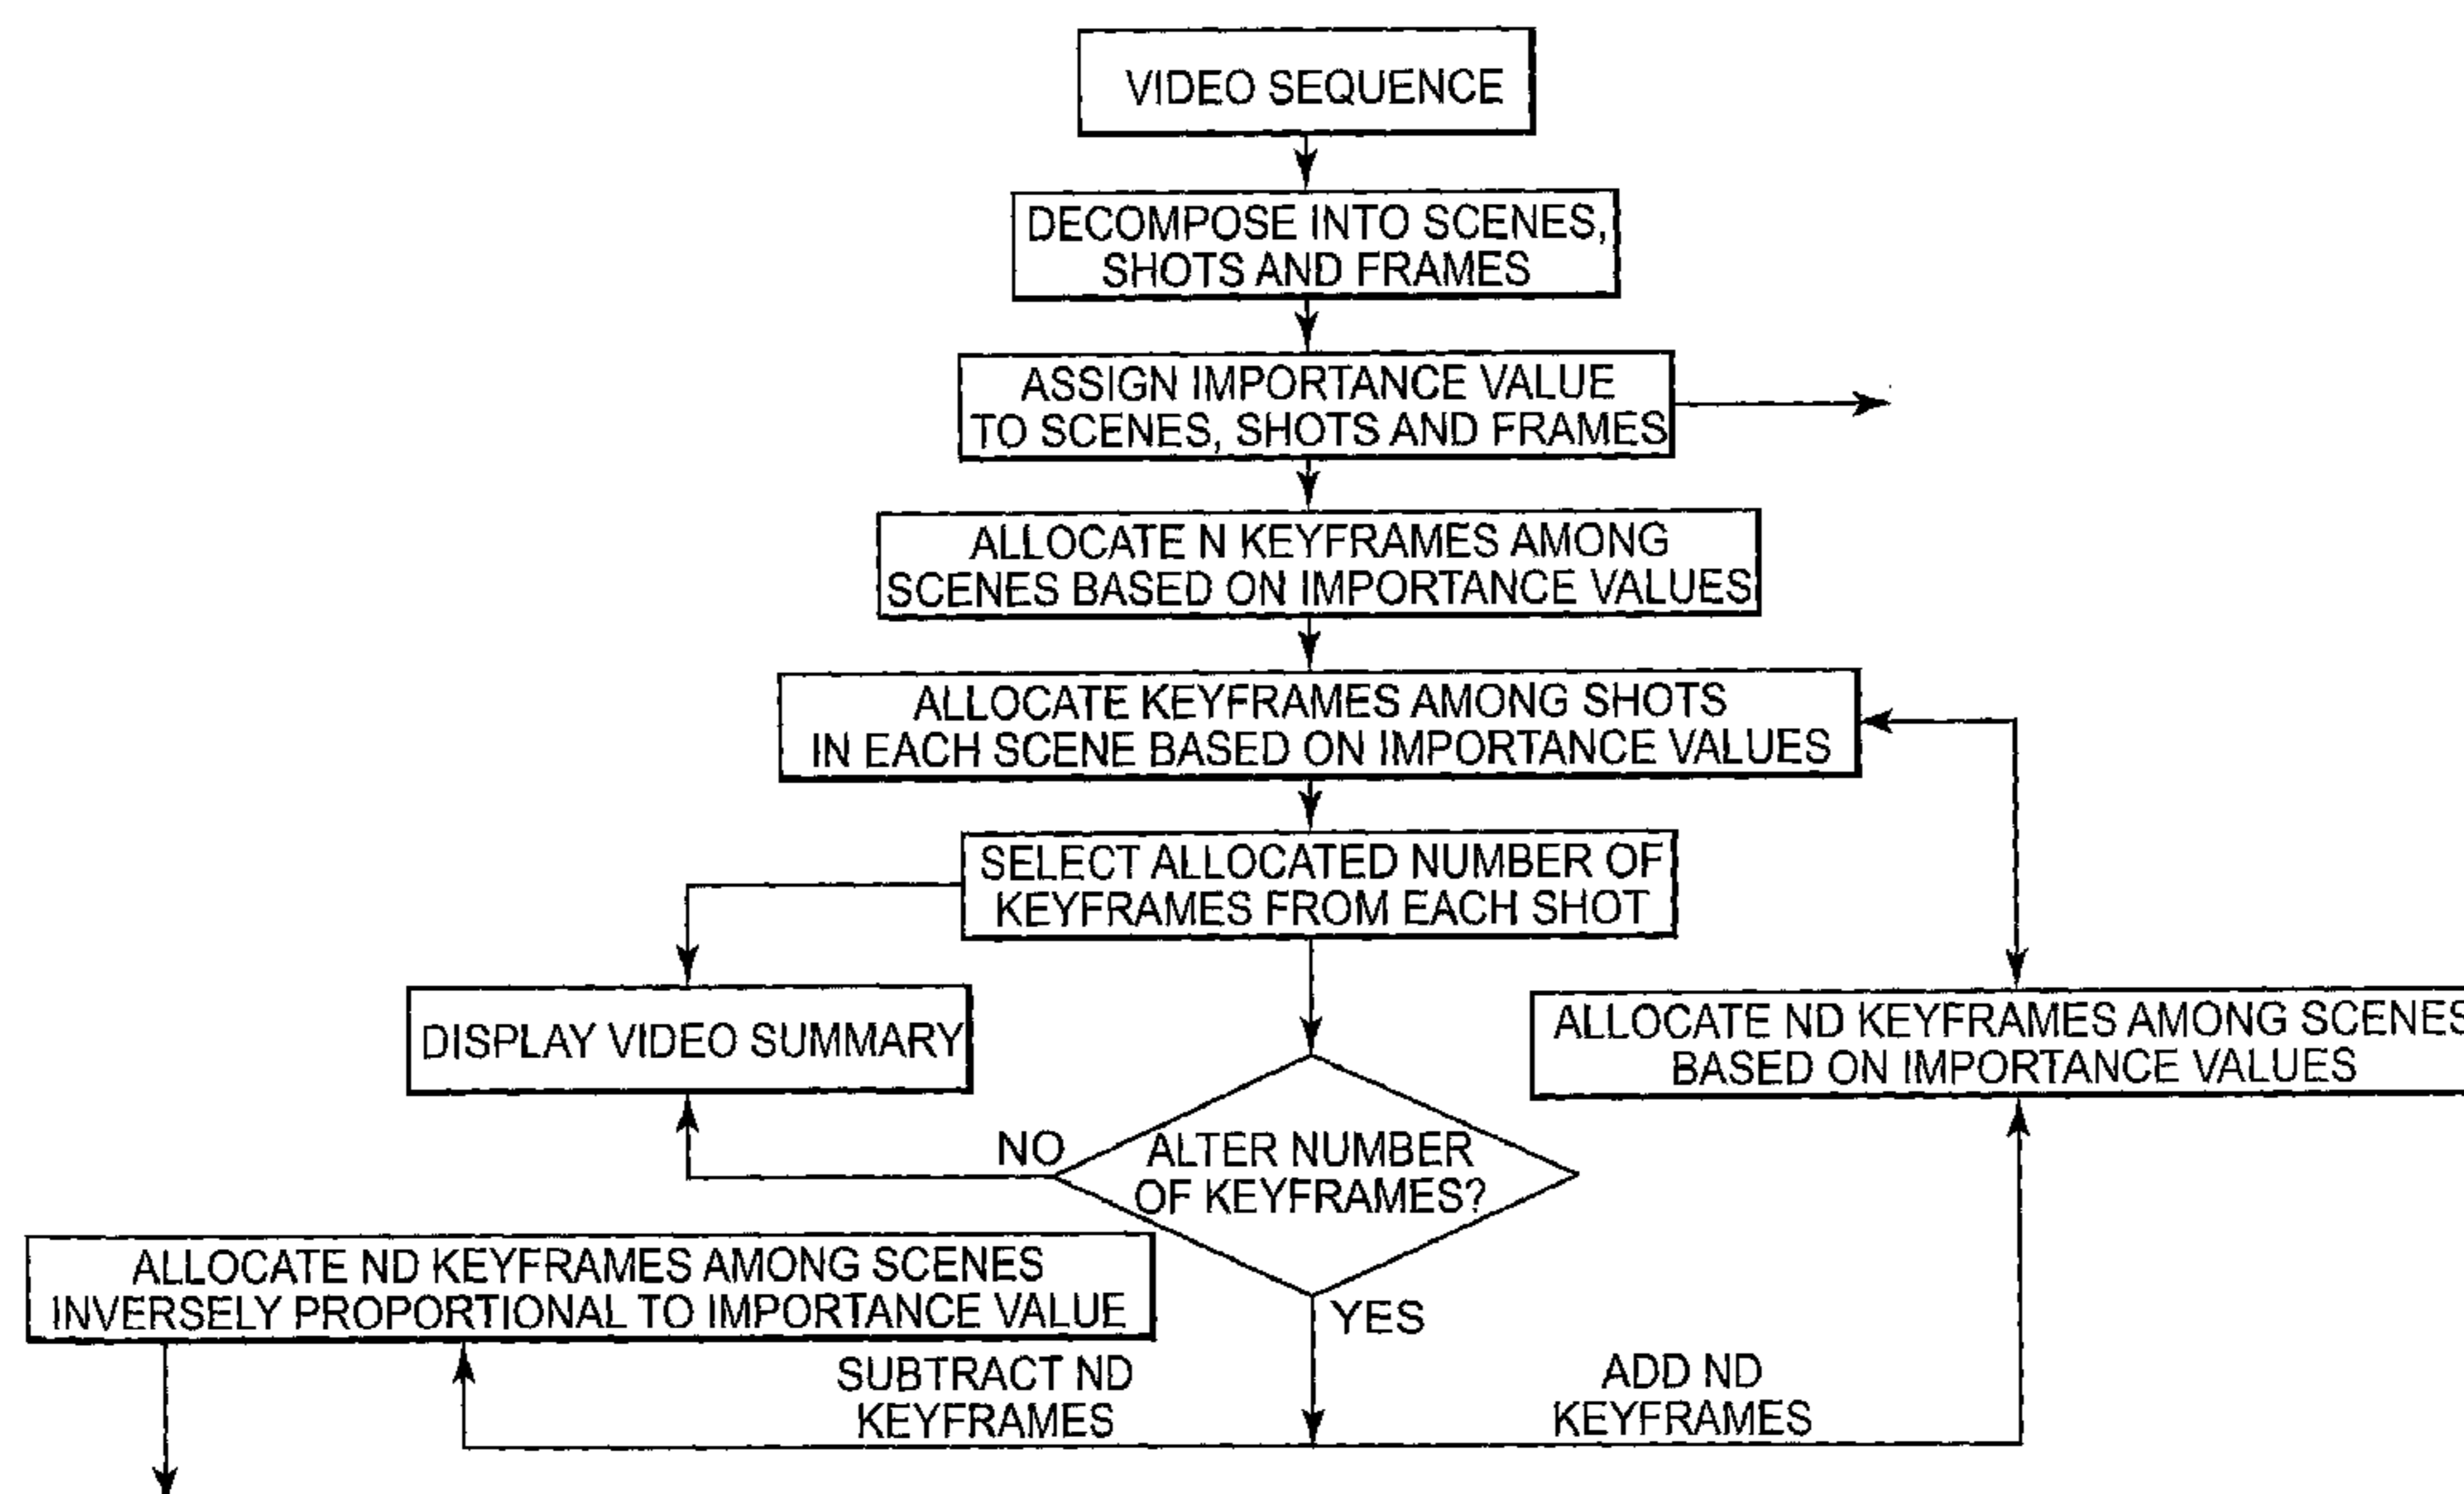 VIDEO SEQUENCE
DECOMPOSE INTO SCENES,
SHOTS AND FRAMES
ASSIGN IMPORTANCE VALUE
TO SCENES, SHOTS AND FRAMES
ALLOCATE N KEYFRAMES AMONG
SCENES BASED ON IMPORTANCE VALUES
ALLOCATE KEYFRAMES AMONG SHOTS
IN EACH SCENE BASED ON IMPORTANCE VALUES
SELECT ALLOCATED NUMBER OF
KEYFRAMES FROM EACH SHOT
DISPLAY VIDEO SUMMARY
ALLOCATE ND KEYFRAMES AMONG SCENES
BASED ON IMPORTANCE VALUES
NO
ALTER NUMBER
OF KEYFRAMES?
YES
ALLOCATE ND KEYFRAMES AMONG SCENES
INVERSELY PROPORTIONAL TO IMPORTANCE VALUE
SUBTRACT ND
KEYFRAMES
ADD ND
KEYFRAMES